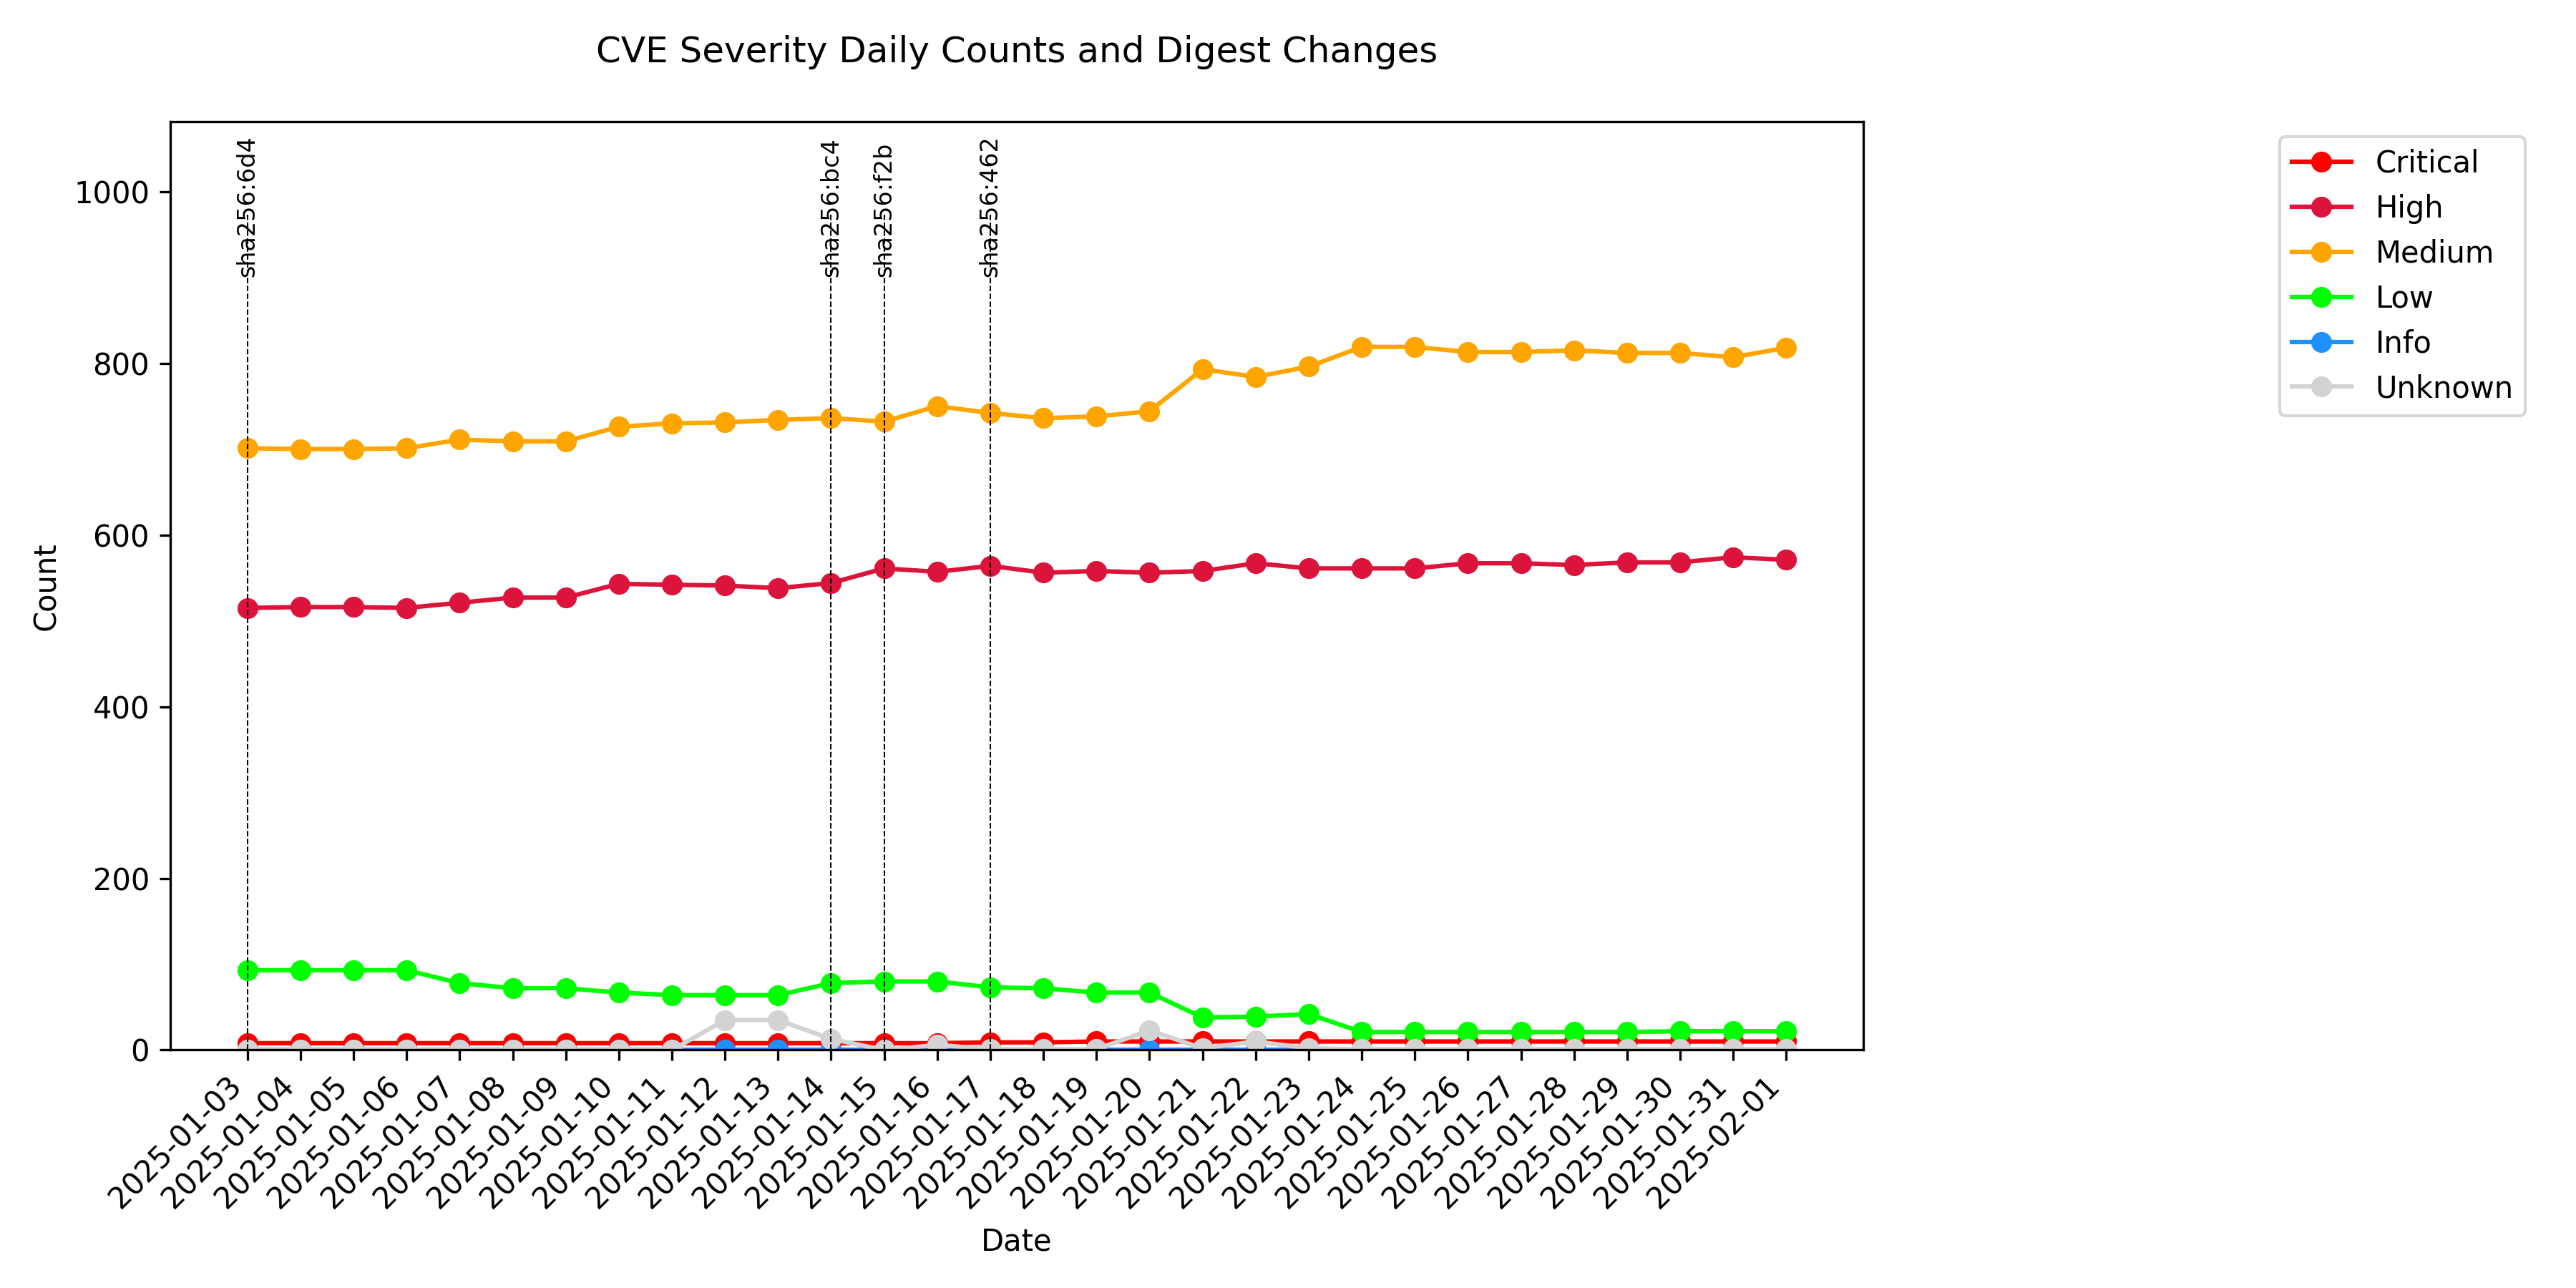 CVE Severity Daily Counts and Digest Changes
sha256:6d4
sha256:bc4
sha256:f2b
sha256:462
Critical
High
Medium
Low
Info
Unknown
Count
1000
800
600
400
200
0
2025-01-03
2025-01-04
2025-01-05
2025-01-06
2025-01-07
2025-01-08
2025-01-09
2025-01-10
2025-01-11
2025-01-12
2025-01-13
2025-01-14
2025-01-15
2025-01-16
2025-01-17
2025-01-18
2025-01-19
2025-01-20
2025-01-21
2025-01-22
2025-01-23
2025-01-24
2025-01-25
2025-01-26
2025-01-27
2025-01-28
2025-01-29
2025-01-30
2025-01-31
2025-02-01
Date